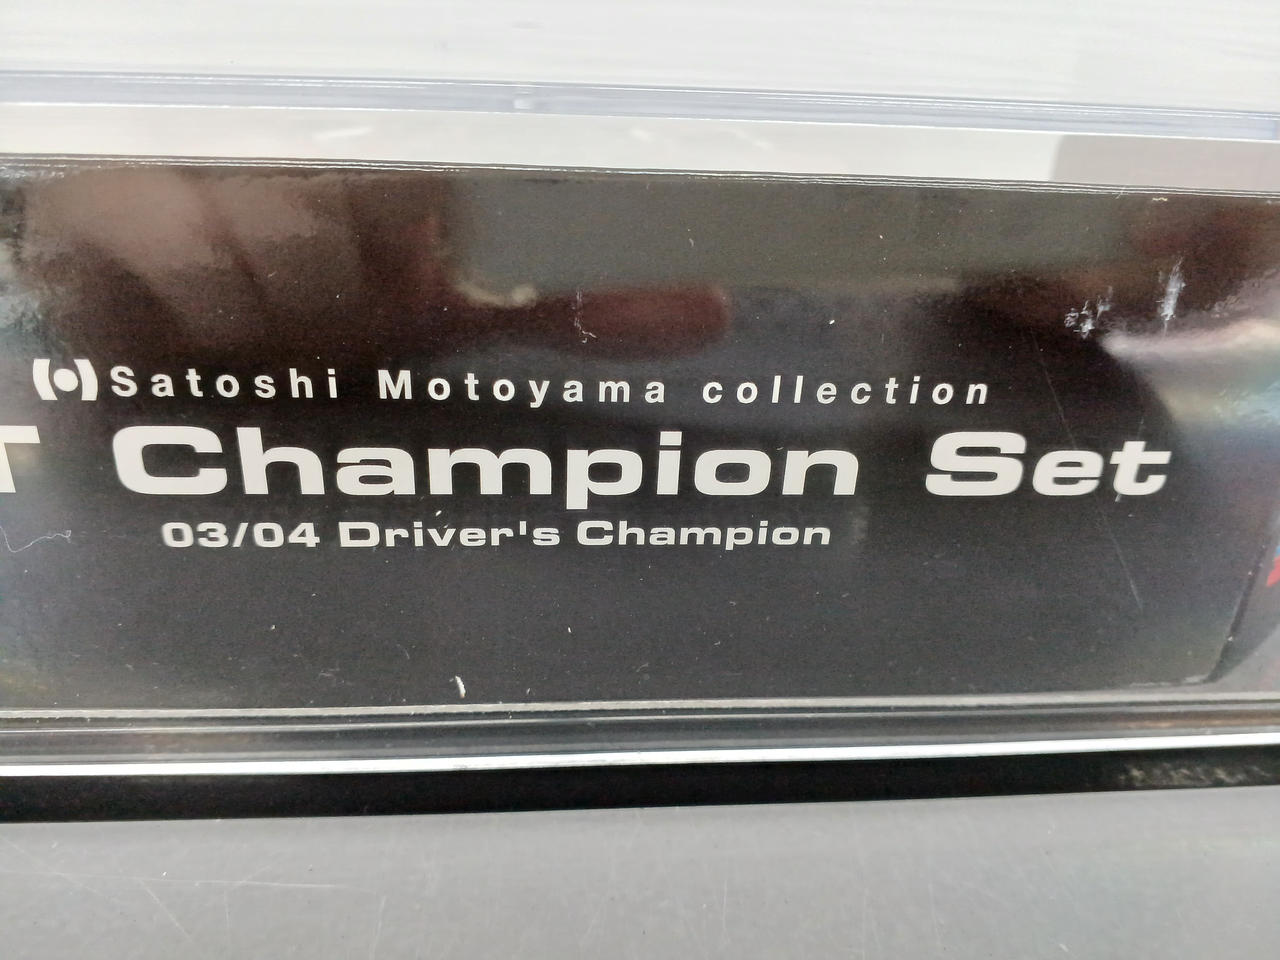 Satoshi Motoyama collection
T Champion Set
03/04 Driver's Champion